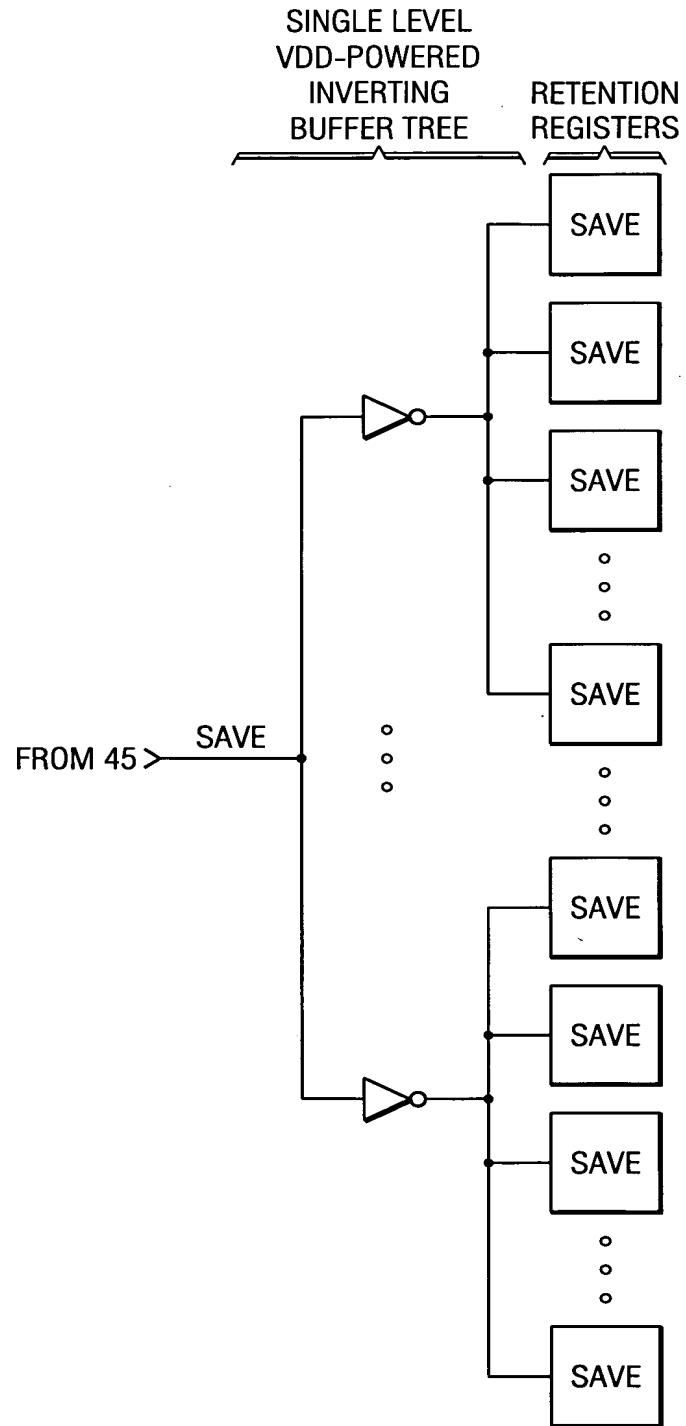 SINGLE LEVEL
VDD-POWERED
INVERTING
BUFFER TREE
RETENTION
REGISTERS
SAVE
SAVE
SAVE
SAVE
FROM 45
SAVE
SAVE
SAVE
SAVE
SAVE